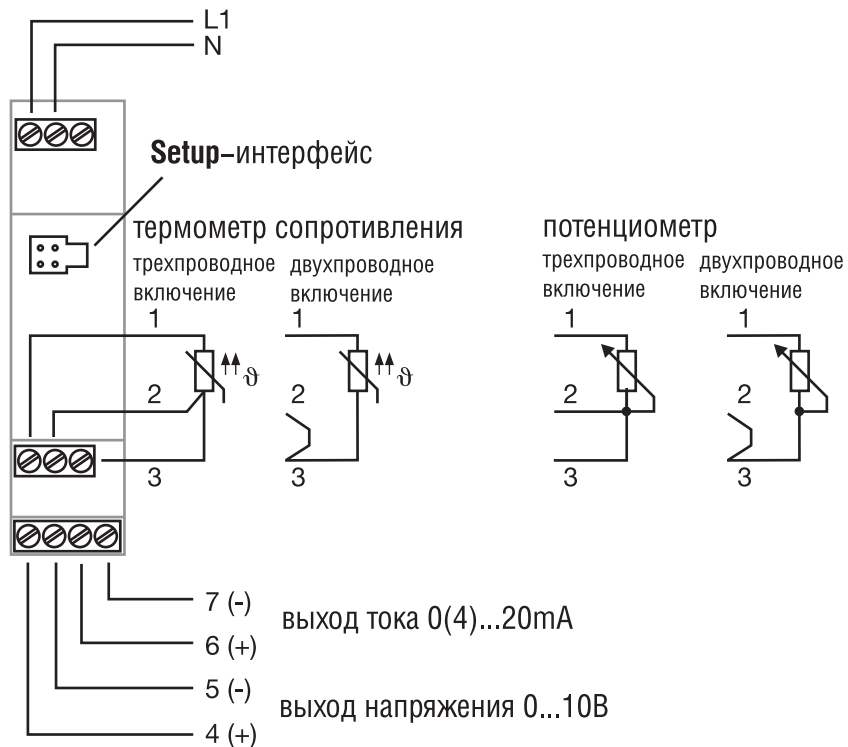 L1
N
Setup–интерфейс
термометр сопротивления
трехпроводное включение
двухпроводное включение
потенциометр
трехпроводное включение
двухпроводное включение
1
1
1
1
ϑ
ϑ
2
2
2
2
3
3
3
3
7 (-)
выход тока 0(4)...20mA
6 (+)
5 (-)
выход напряжения 0...10В
4 (+)